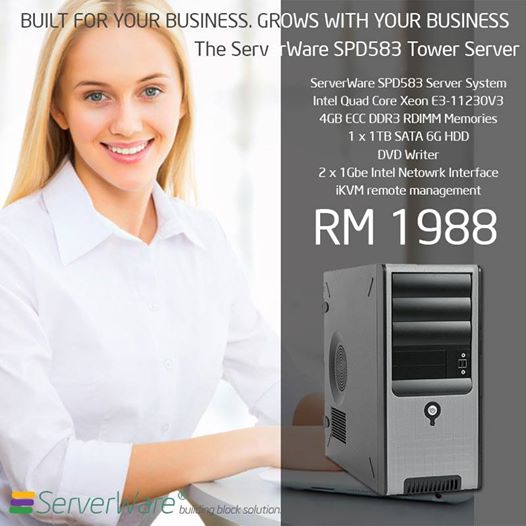 BUILT FOR YOUR BUSINESS. GROWS WITH YOUR BUSINESS
The ServerWare SPD583 Tower Server
ServerWare SPD583 Server System
Intel Quad Core Xeon E3-11230V3
4GB ECC DDR3 RDIMM Memories
1 x 1TB SATA 6G HDD
DVD Writer
2 x 1Gbe Intel Netowrk Interface
iKVM remote management
RM 1988
ServerWare®
building block solution.